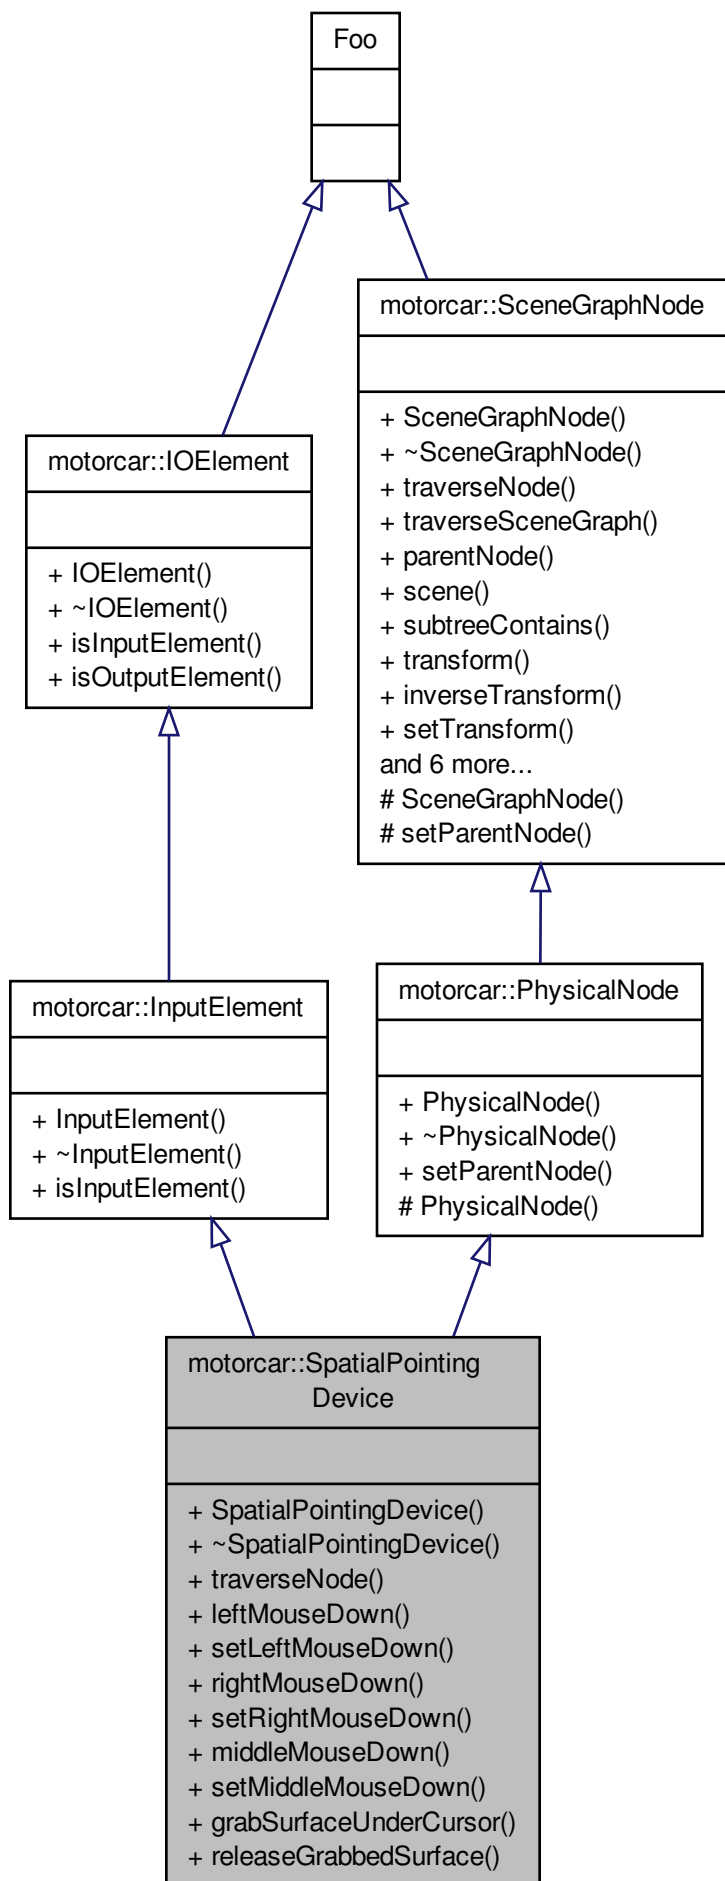 Foo
motorcar::SceneGraphNode
+ SceneGraphNode()
+ ~SceneGraphNode()
+ traverseNode()
+ traverseSceneGraph()
+ parentNode()
+ scene()
+ subtreeContains()
+ transform()
+ inverseTransform()
+ setTransform()
and 6 more...
# SceneGraphNode()
# setParentNode()
motorcar::IOElement
+ IOElement()
+ ~IOElement()
+ isInputElement()
+ isOutputElement()
motorcar::InputElement
+ InputElement()
+ ~InputElement()
+ isInputElement()
motorcar::PhysicalNode
+ PhysicalNode()
+ ~PhysicalNode()
+ setParentNode()
# PhysicalNode()
motorcar::SpatialPointing
Device
+ SpatialPointingDevice()
+ ~SpatialPointingDevice()
+ traverseNode()
+ leftMouseDown()
+ setLeftMouseDown()
+ rightMouseDown()
+ setRightMouseDown()
+ middleMouseDown()
+ setMiddleMouseDown()
+ grabSurfaceUnderCursor()
+ releaseGrabbedSurface()